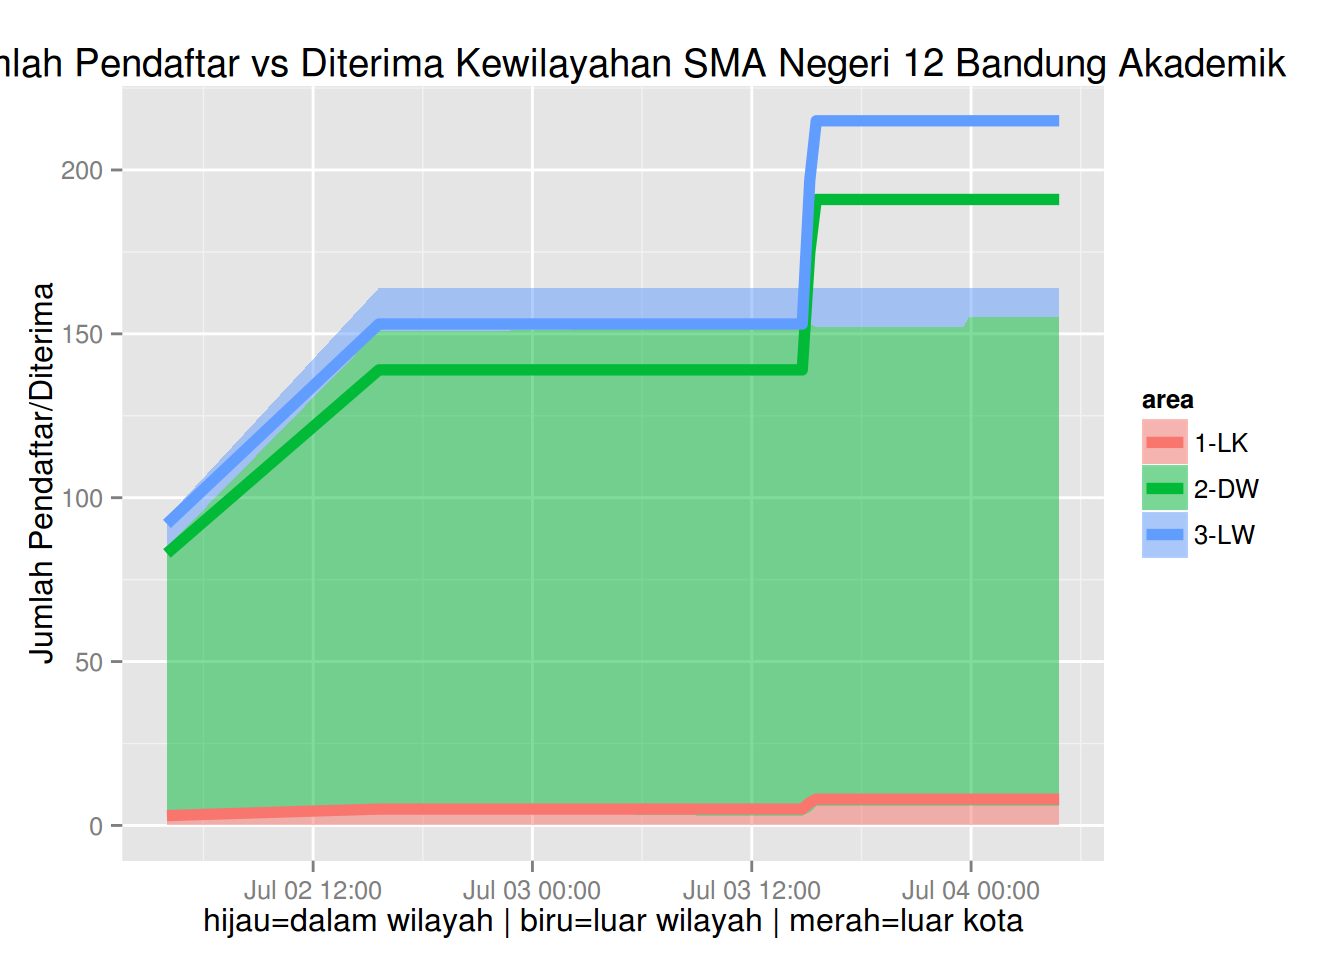 mlah Pendaftar vs Diterima Kewilayahan SMA Negeri 12 Bandung Akademik
Jumlah Pendaftar/Diterima
200
150
100
50
0
Jul 02 12:00 Jul 03 00:00 Jul 03 12:00 Jul 04 00:00
hijau=dalam wilayah | biru=luar wilayah | merah=luar kota
area
1-LK
2-DW
3-LW